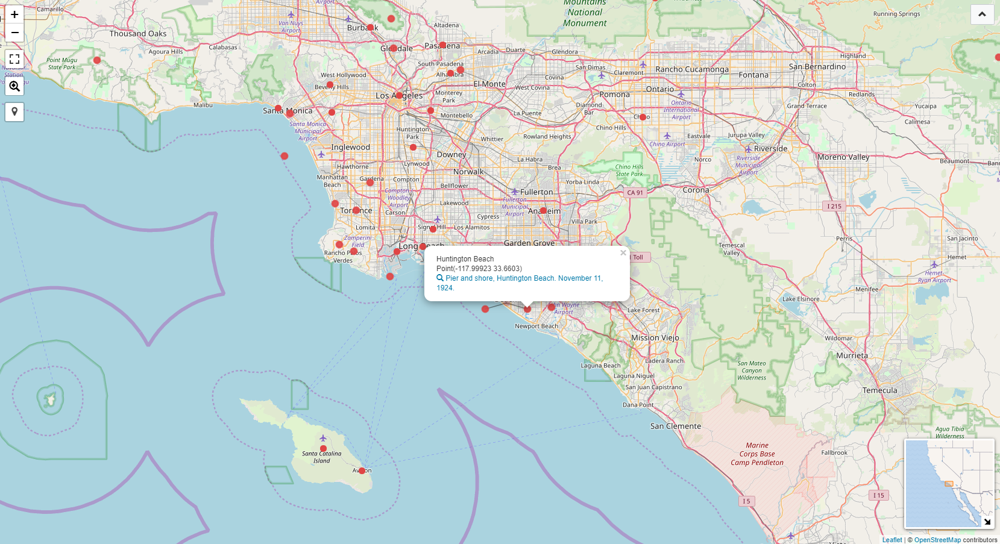 Camarillo
Airport
Mountains
National
Monument
Running Springs
Van Nuys
Airport
Burbank
Altadena
Thousand Oaks
Calabasas
Agoura Hills
Glendale
Pasadena
Arcadia
Duarte
Glendora
San Bernardino
Highland
Point Mugu
State Park
South Pasadena
San Dimas
Claremont
Rancho Cucamonga
Fontana
West Hollywood
Beverly Hills
Alhambra
El Monte
Covina
West Covina
Colton
Los Angeles
Monterey
Park
Pomona
Ontario
Redlands
Malibu
Santa Monica
Montebello
La Puente
Diamond
Bar
Ontario
International
Airport
Grand Terrace
Yucaipa
Calimesa
Santa Monica
Municipal
Airport
Chino
Chino Hills
Huntington
Park
Whittier
Rowland Heights
Eastvale
Jurupa Valley
Inglewood
Downey
Chino Airport
Riverside
Hawthorne
Lynwood
La Habra
Brea
Chino Hills
State Park
Norco
Riverside
Municipal
Airport
Moreno Valley
Beaumont
Norwalk
Manhattan
Beach
Gardena
Compton
Bellflower
Yorba Linda
Compton
Woodley
Airport
Fullerton
CA 91
Corona
Torrance
Carson
Lakewood
Fullerton
Municipal
Airport
Anaheim
I 215
Cypress
Villa Park
Lomita
Signal Hill
Los Alamitos
Zamperini
Field
Perris
San Jacinto
Rancho Palos
Verdes
Long Beach
Garden Grove
Temescal
Valley
Toll
Hemet
Huntington Beach
Point(-117.99923 33.6603)
Pier and shore, Huntington Beach. November 11,
1924.
×
Hemet-
Ryan Airport
Menifee
Lake Elsinore
John Wayne
Airport
Lake Forest
Newport Beach
Mission Viejo
Wildomar
Murrieta
Laguna Beach
Ladera Ranch
San Mateo
Canyon
Wilderness
Laguna Niguel
San Juan Capistrano
Temecula
Dana Point
San Clemente
Agua Tibia
Wilderness
Marine
Corps Base
Camp Pendleton
Fallbrook
Santa Catalina
Island
Avalon
I 5
I 15
Vista
Leaflet | © OpenStreetMap contributors